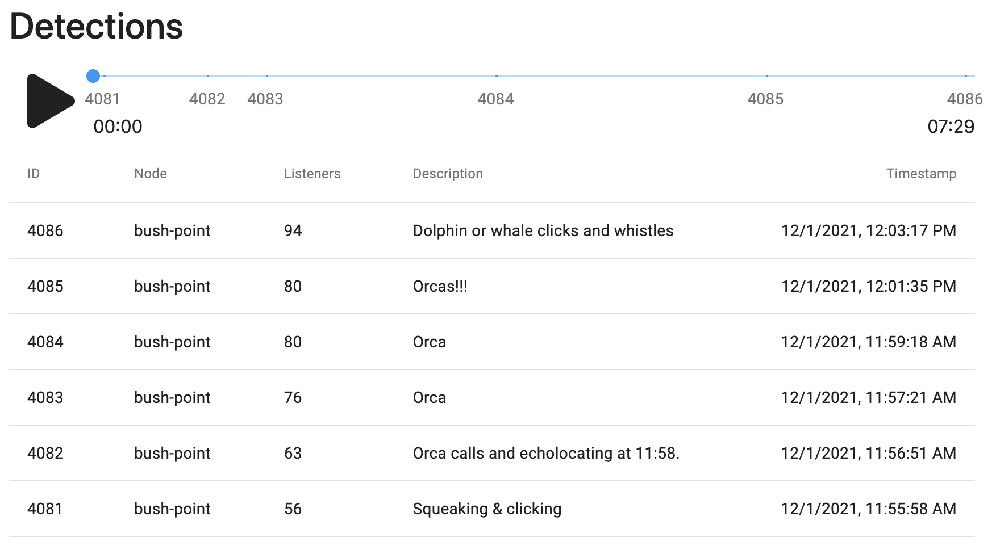 Detections
4081 4082 4083 4084 4085 4086
00:00 07:29
ID Node Listeners Description Timestamp
4086 bush-point 94 Dolphin or whale clicks and whistles 12/1/2021, 12:03:17 PM
4085 bush-point 80 Orcas!!! 12/1/2021, 12:01:35 PM
4084 bush-point 80 Orca 12/1/2021, 11:59:18 AM
4083 bush-point 76 Orca 12/1/2021, 11:57:21 AM
4082 bush-point 63 Orca calls and echolocating at 11:58. 12/1/2021, 11:56:51 AM
4081 bush-point 56 Squeaking & clicking 12/1/2021, 11:55:58 AM